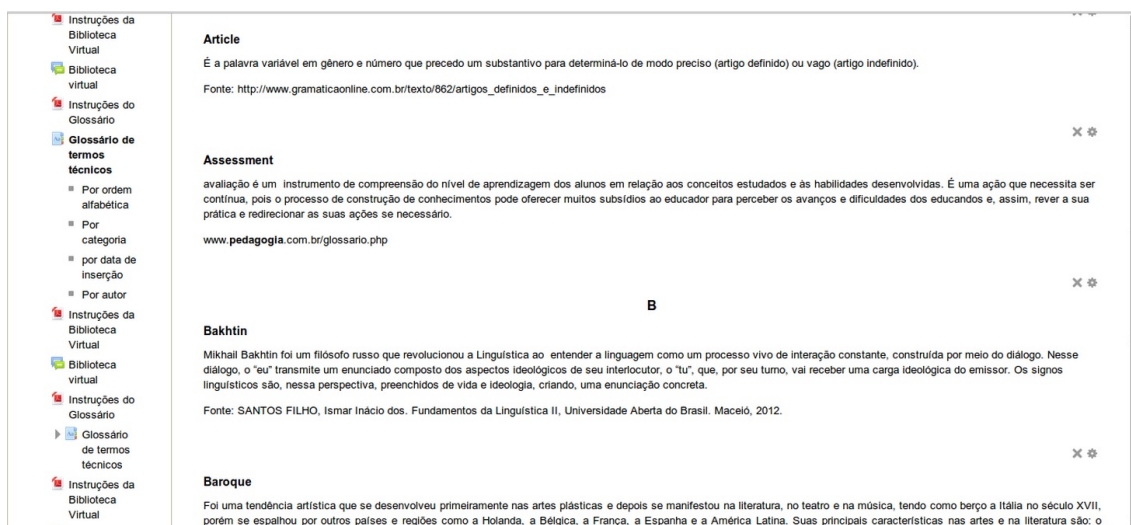 Instruções da
Biblioteca
Virtual
Biblioteca
virtual
Instruções do
Glossário
Glossário de
termos
técnicos
Por ordem
alfabética
Por
categoria
por data de
inserção
Por autor
Instruções da
Biblioteca
Virtual
Biblioteca
virtual
Instruções do
Glossário
Glossário
de termos
técnicos
Instruções da
Biblioteca
Virtual
Article
É a palavra variável em gênero e número que precedo um substantivo para determiná-lo de modo preciso (artigo definido) ou vago (artigo indefinido).
Fonte: http://www.gramaticaonline.com.br/texto/862/artigos_definidos_e_indefinidos
Assessment
avaliação é um instrumento de compreensão do nível de aprendizagem dos alunos em relação aos conceitos estudados e às habilidades desenvolvidas. É uma ação que necessita ser
contínua, pois o processo de construção de conhecimentos pode oferecer muitos subsídios ao educador para perceber os avanços e dificuldades dos educandos e, assim, rever a sua
prática e redirecionar as suas ações se necessário.
www.pedagogia.com.br/glossario.php
B
Bakhtin
Mikhail Bakhtin foi um filósofo russo que revolucionou a Linguística ao entender a linguagem como um processo vivo de interação constante, construída por meio do diálogo. Nesse
diálogo, o “eu” transmite um enunciado composto dos aspectos ideológicos de seu interlocutor, o “tu”, que, por seu turno, vai receber uma carga ideológica do emissor. Os signos
linguísticos são, nessa perspectiva, preenchidos de vida e ideologia, criando, uma enunciação concreta.
Fonte: SANTOS FILHO, Ismar Inácio dos. Fundamentos da Linguística II, Universidade Aberta do Brasil. Maceió, 2012.
Baroque
Foi uma tendência artística que se desenvolveu primeiramente nas artes plásticas e depois se manifestou na literatura, no teatro e na música, tendo como berço a Itália no século XVII,
porém se espalhou por outros países e regiões como a Holanda, a Bélgica, a França, a Espanha e a América Latina. Suas principais características nas artes e na literatura são: o